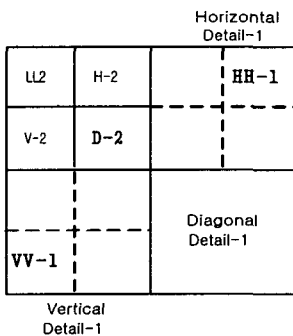 Horizontal
Detail-1
LL2 H-2 HH-1
V-2 D-2
Diagonal
Detail-1
VV-1
Vertical
Detail-1